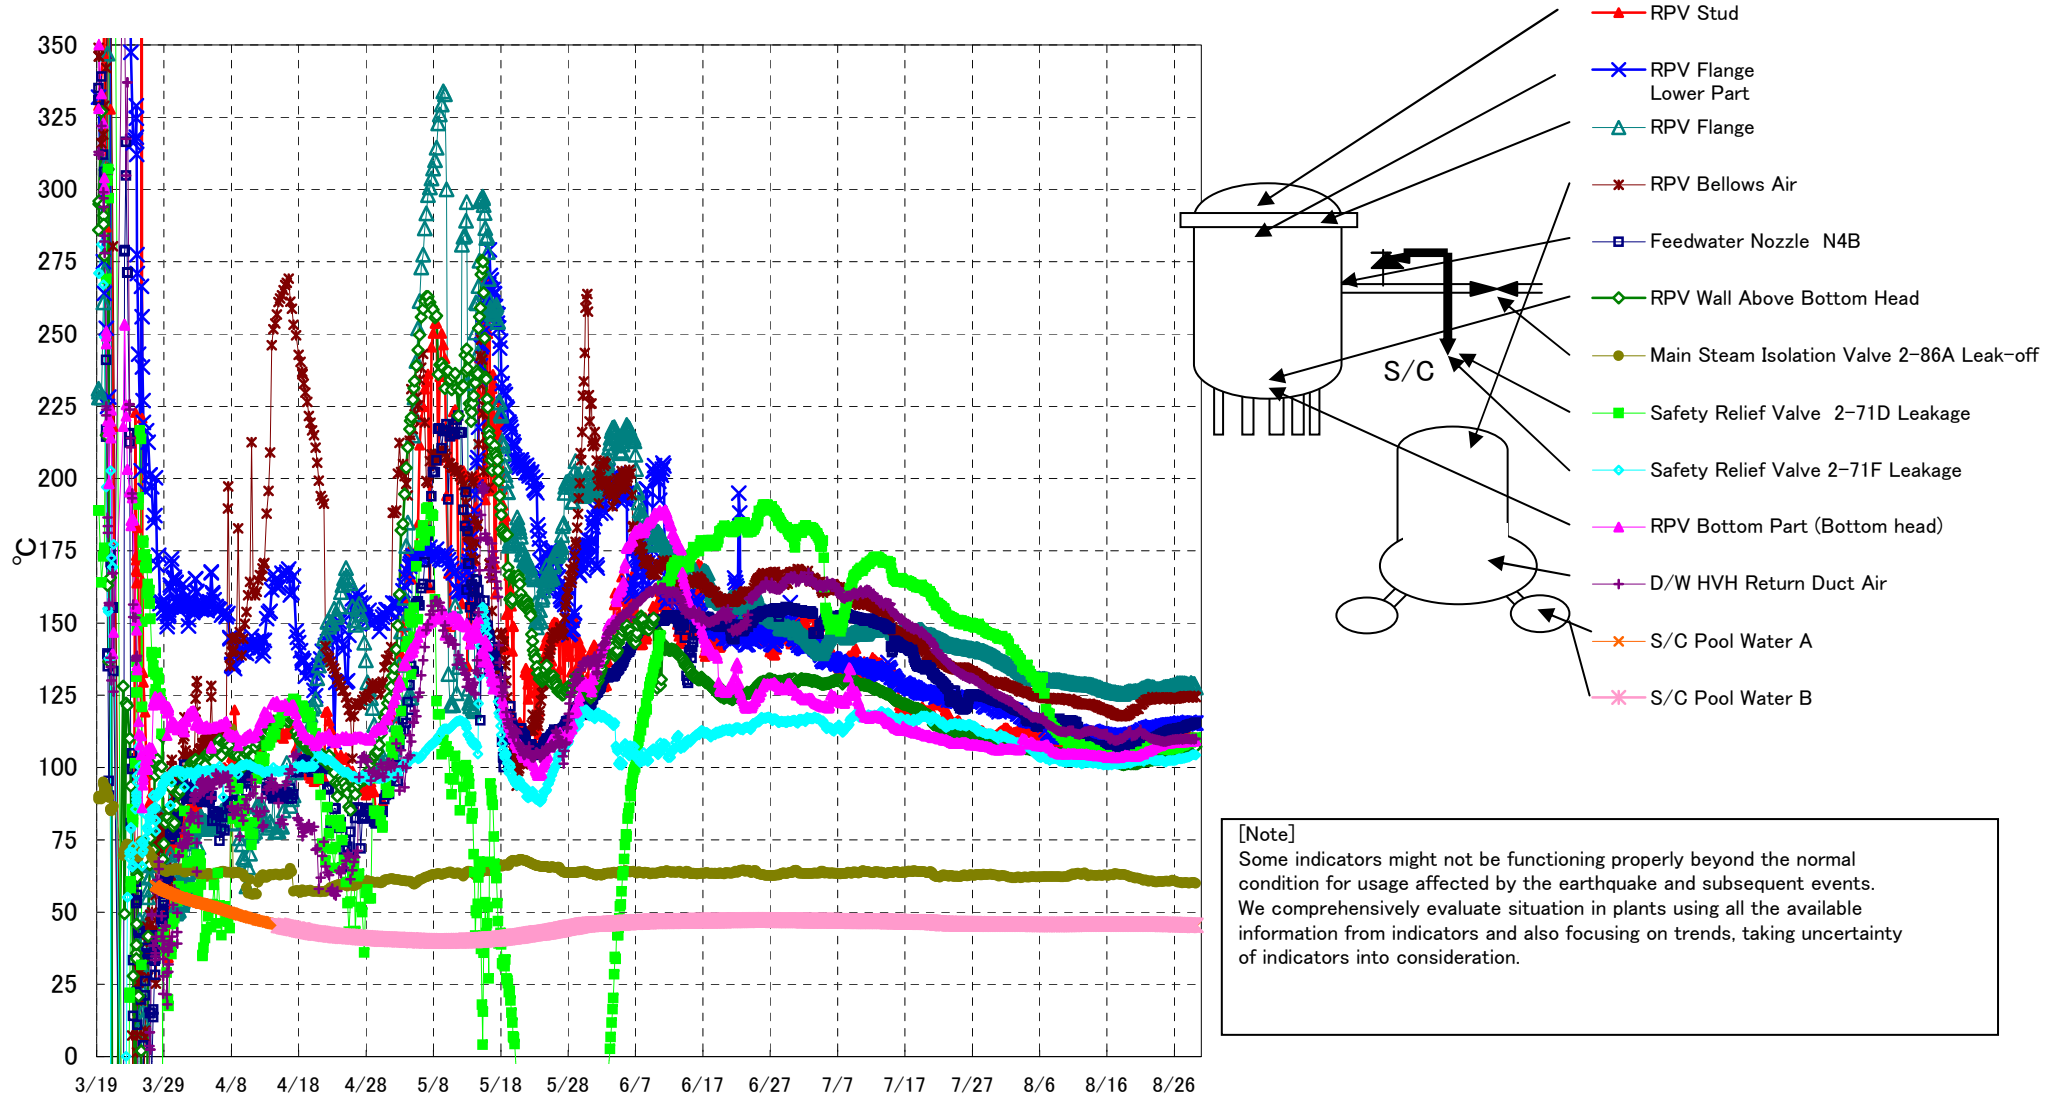 350
325
300
275
250
225
200
175
150
125
100
75
50
25
0
℃
3/19 3/29 4/8 4/18 4/28 5/8 5/18 5/28 6/7 6/17 6/27 7/7 7/17 7/27 8/6 8/16 8/26
RPV Stud
RPV Flange
Lower Part
RPV Flange
RPV Bellows Air
Feedwater Nozzle N4B
RPV Wall Above Bottom Head
Main Steam Isolation Valve 2-86A Leak-off
Safety Relief Valve 2-71D Leakage
Safety Relief Valve 2-71F Leakage
RPV Bottom Part (Bottom head)
D/W HVH Return Duct Air
S/C Pool Water A
S/C Pool Water B
S/C
[Note]
Some indicators might not be functioning properly beyond the normal
condition for usage affected by the earthquake and subsequent events.
We comprehensively evaluate situation in plants using all the available
information from indicators and also focusing on trends, taking uncertainty
of indicators into consideration.